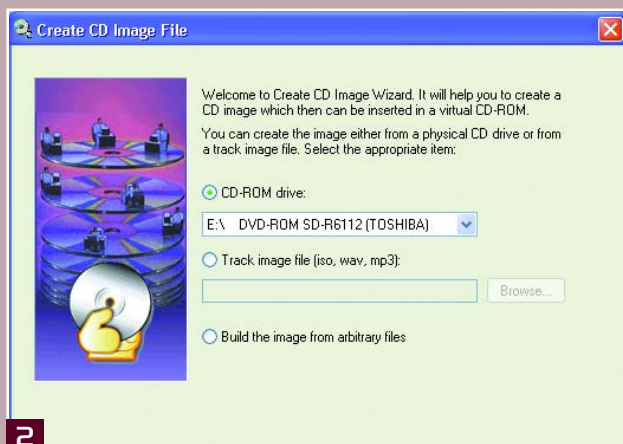 Create CD Image File
Welcome to Create CD Image Wizard. It will help you to create a
CD image which then can be inserted in a virtual CD-ROM.
You can create the image either from a physical CD drive or from
a track image file. Select the appropriate item:
CD-ROM drive:
E:\ DVD-ROM SD-R6112 (TOSHIBA)
Track image file (iso, wav, mp3):
Browse...
Build the image from arbitrary files
2